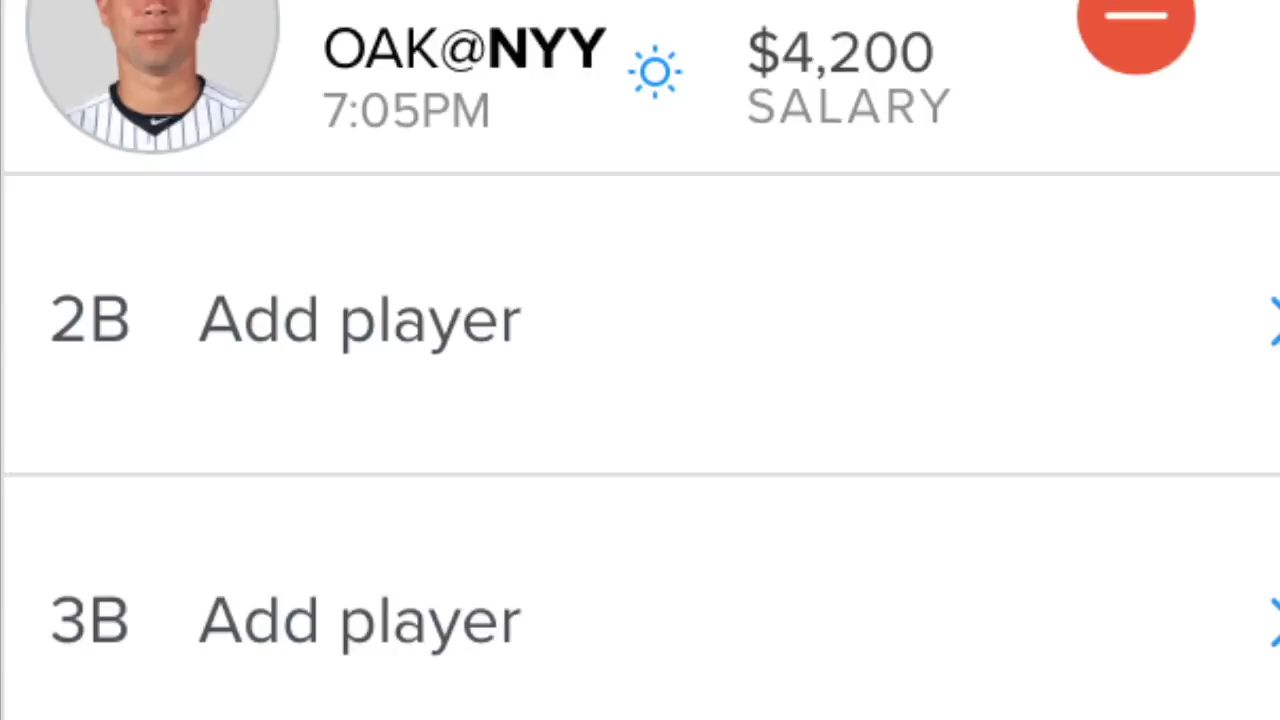 OAK@NYY
$4,200
7:05PM
SALARY
2B Add player
3B Add player